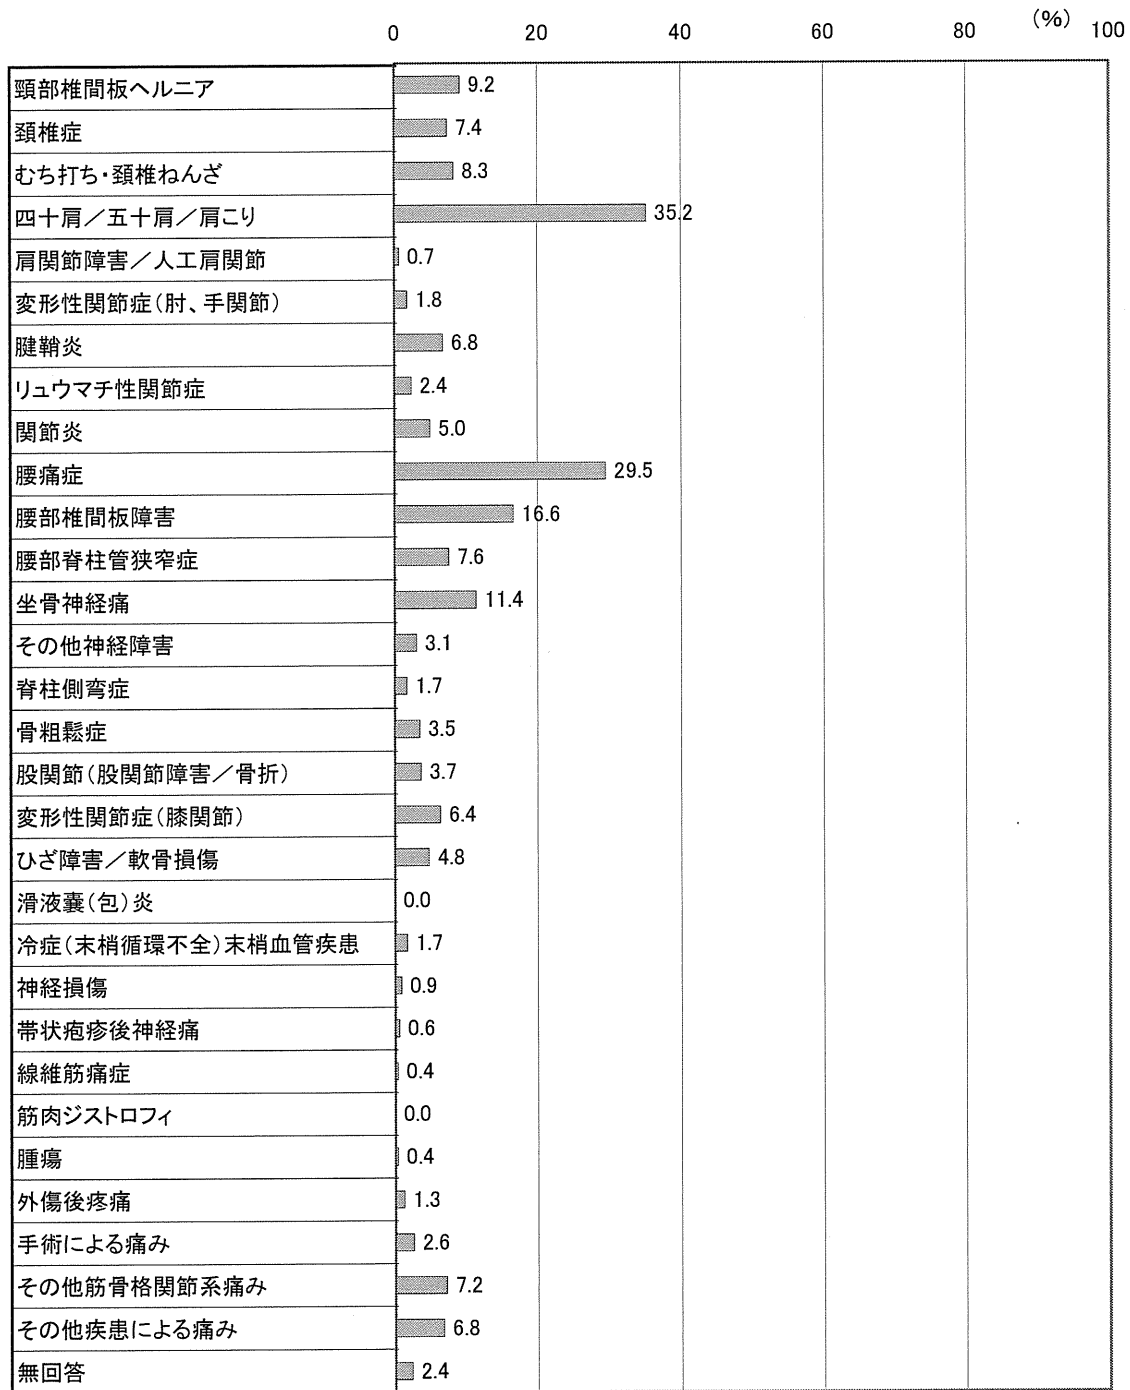 (%)
0 20 40 60 80 100
頸部椎間板ヘルニア 9.2
頚椎症 7.4
むち打ち・頚椎ねんざ 8.3
四十肩／五十肩／肩こり 35.2
肩関節障害／人工肩関節 0.7
変形性関節症(肘、手関節) 1.8
腱鞘炎 6.8
リュウマチ性関節症 2.4
関節炎 5.0
腰痛症 29.5
腰部椎間板障害 16.6
腰部脊柱管狭窄症 7.6
坐骨神経痛 11.4
その他神経障害 3.1
脊柱側弯症 1.7
骨粗鬆症 3.5
股関節(股関節障害／骨折) 3.7
変形性関節症(膝関節) 6.4
ひざ障害／軟骨損傷 4.8
滑液嚢(包)炎 0.0
冷症(末梢循環不全)末梢血管疾患 1.7
神経損傷 0.9
帯状疱疹後神経痛 0.6
線維筋痛症 0.4
筋肉ジストロフィ 0.0
腫瘍 0.4
外傷後疼痛 1.3
手術による痛み 2.6
その他筋骨格関節系痛み 7.2
その他疾患による痛み 6.8
無回答 2.4